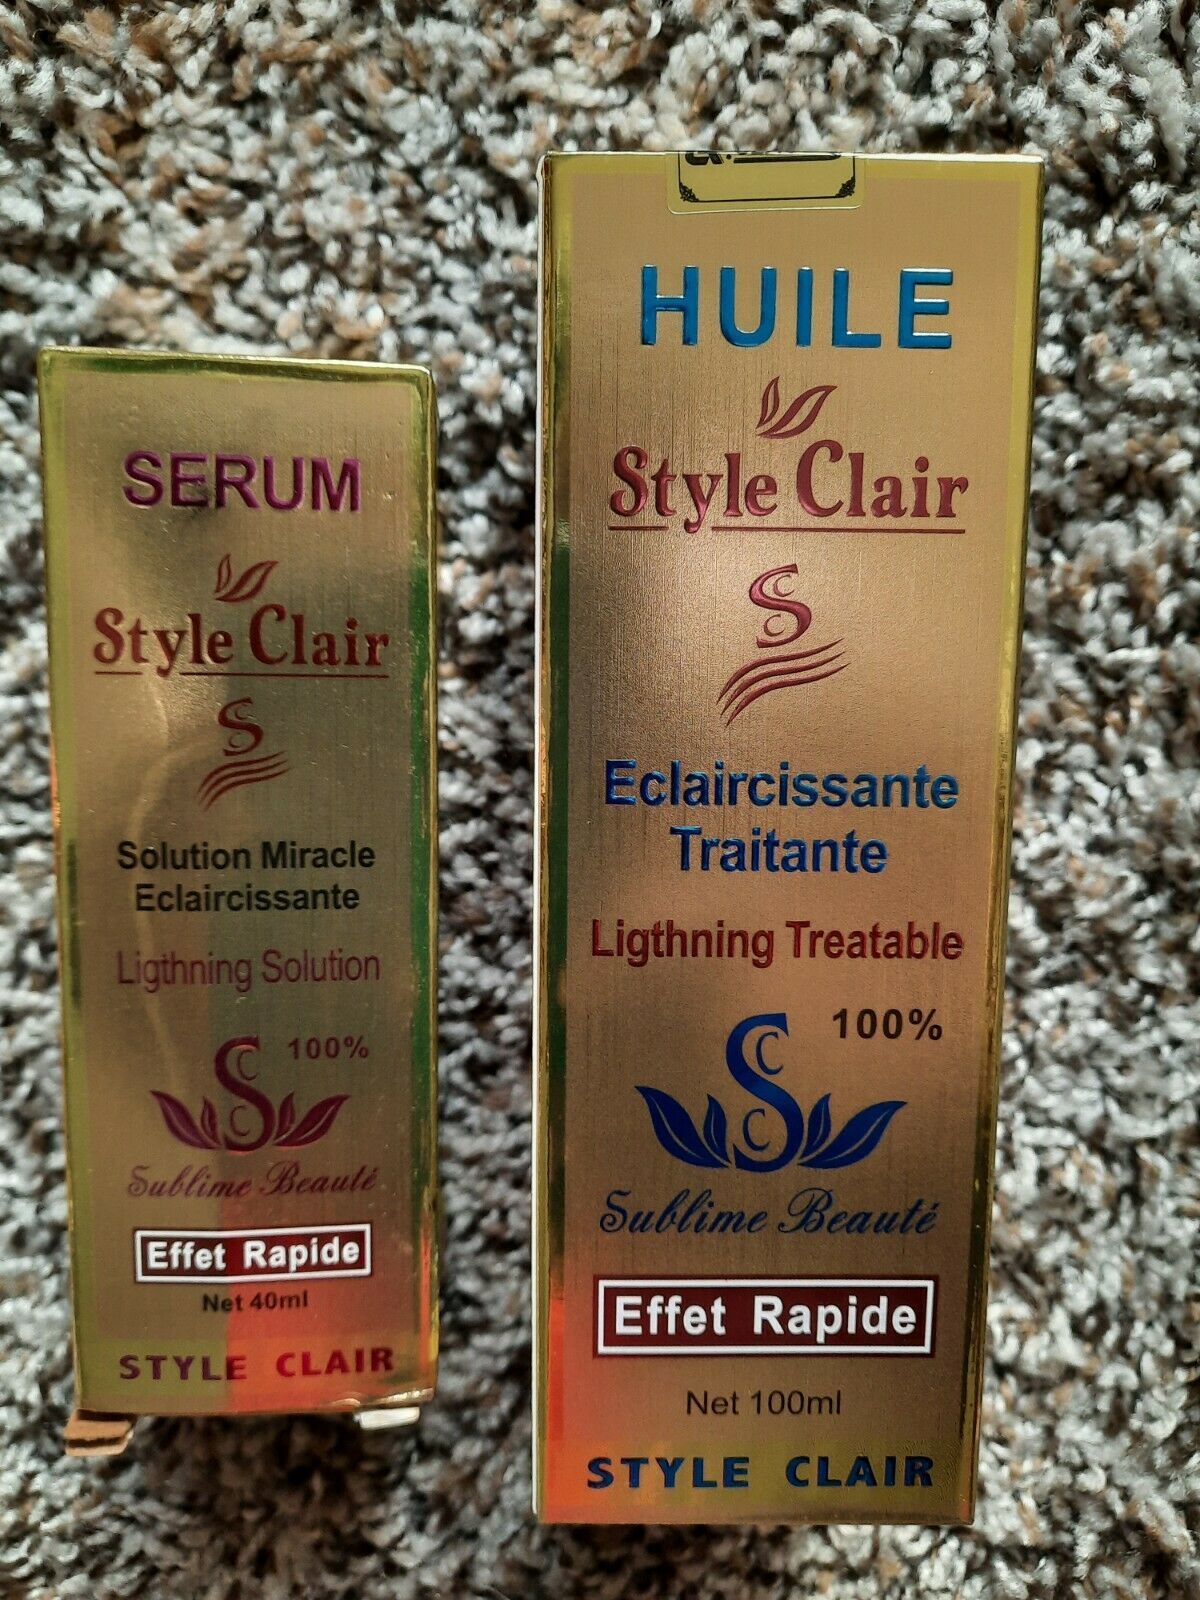 SERUM
Style Clair
Solution Miracle
Eclaircissante
Ligthning Solution
100%
Sublime Beauté
Effet Rapide
Net 40ml
STYLE CLAIR
HUILE
Style Clair
Eclaircissante
Traitante
Ligthning Treatable
100%
Sublime Beauté
Effet Rapide
Net 100ml
STYLE CLAIR